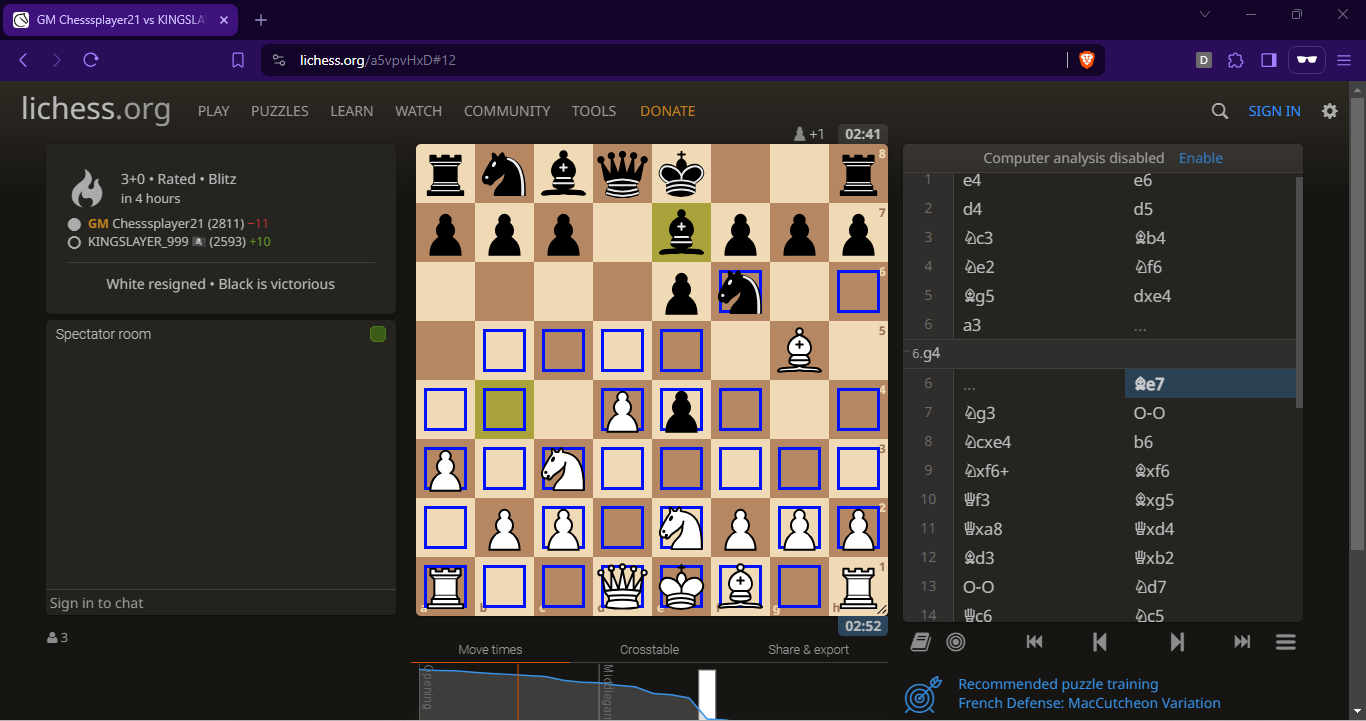 GM Chesssplayer21 vs KINGSLA
lichess.org/a5vpvHxD#12
D
lichess.org
PLAY PUZZLES LEARN WATCH COMMUNITY TOOLS DONATE
SIGN IN
3+0 • Rated • Blitz
in 4 hours
GM Chesssplayer21 (2811) −11
KINGSLAYER_999 🏴‍☠️ (2593) +10
White resigned • Black is victorious
Spectator room
Sign in to chat
3
+1 02:41
8
7
6
5
4
3
2
1
a b c d e f g h
02:52
Move times Crosstable Share & export
Opening
Middlegam
Computer analysis disabled Enable
1 e4 e6
2 d4 d5
3 ♘c3 ♗b4
4 ♘e2 ♘f6
5 ♗g5 dxe4
6 a3 ...
6.g4
6 ... ♗e7
7 ♘g3 O-O
8 ♘cxe4 b6
9 ♘xf6+ ♗xf6
10 ♕f3 ♗xg5
11 ♕xa8 ♕xd4
12 ♗d3 ♕xb2
13 O-O ♘d7
14 ♕c6 ♘c5
Recommended puzzle training
French Defense: MacCutcheon Variation